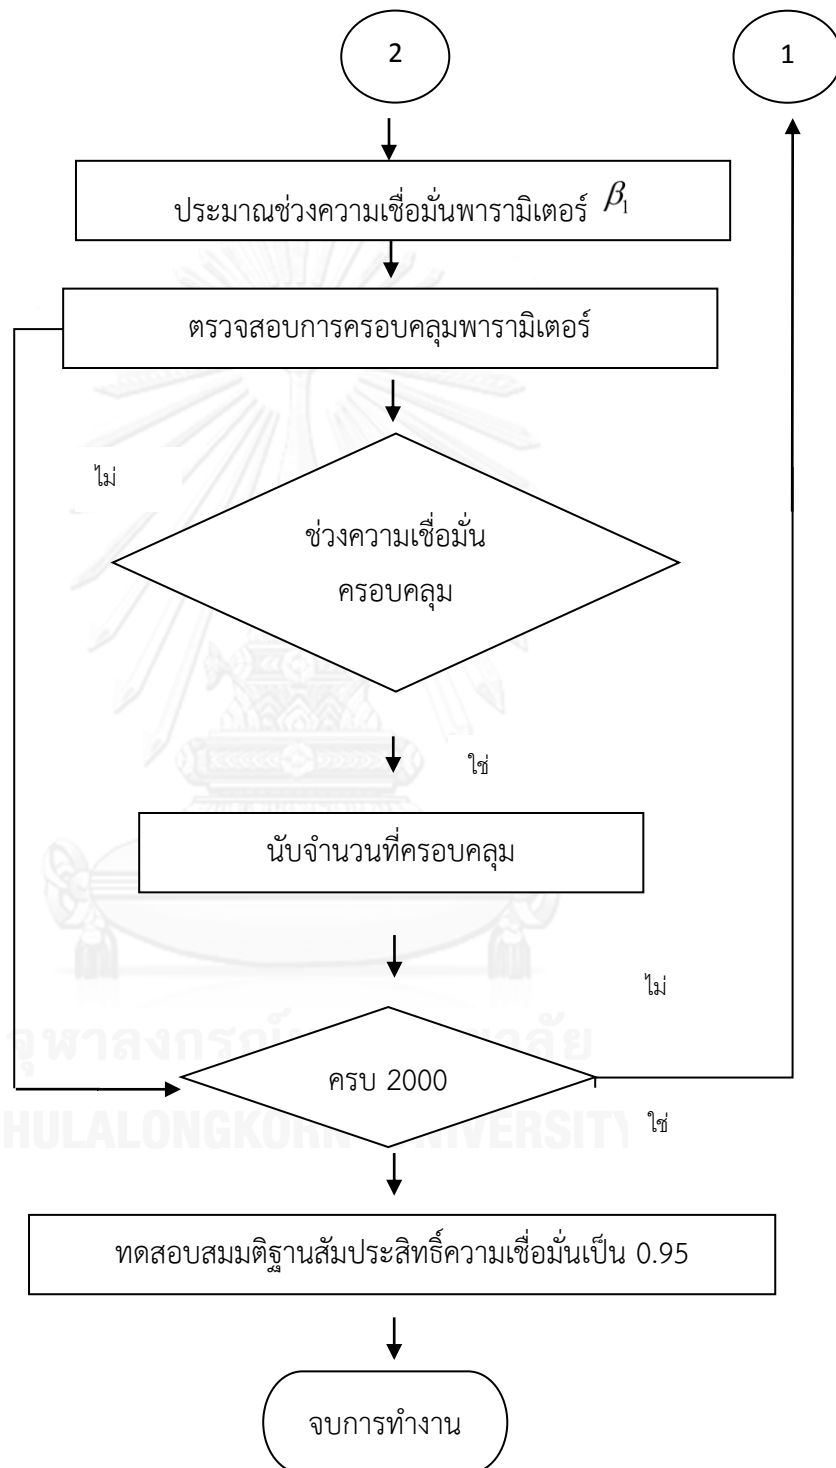 2
1
ประมาณช่วงความเชื่อมั่นพารามิเตอร์ β₁
ตรวจสอบการครอบคลุมพารามิเตอร์
ไม่
ช่วงความเชื่อมั่น
ครอบคลุม
ใช่
นับจำนวนที่ครอบคลุม
ไม่
ครบ 2000
ใช่
HULALONGKORN UNIVERSITY
ทดสอบสมมติฐานสัมประสิทธิ์ความเชื่อมั่นเป็น 0.95
จบการทำงาน